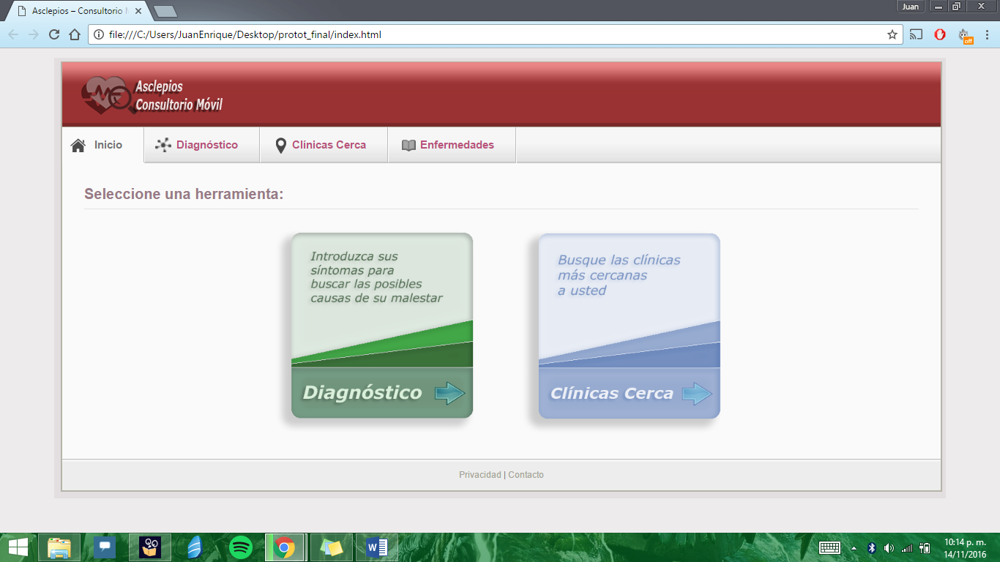 Asclepios – Consultorio M
Juan
file:///C:/Users/JuanEnrique/Desktop/protot_final/index.html
off
Asclepios
Consultorio Móvil
Inicio
Diagnóstico
Clínicas Cerca
Enfermedades
Seleccione una herramienta:
Introduzca sus
síntomas para
buscar las posibles
causas de su malestar
Diagnóstico
Busque las clínicas
más cercanas
a usted
Clínicas Cerca
Privacidad | Contacto
10:14 p. m.
14/11/2016